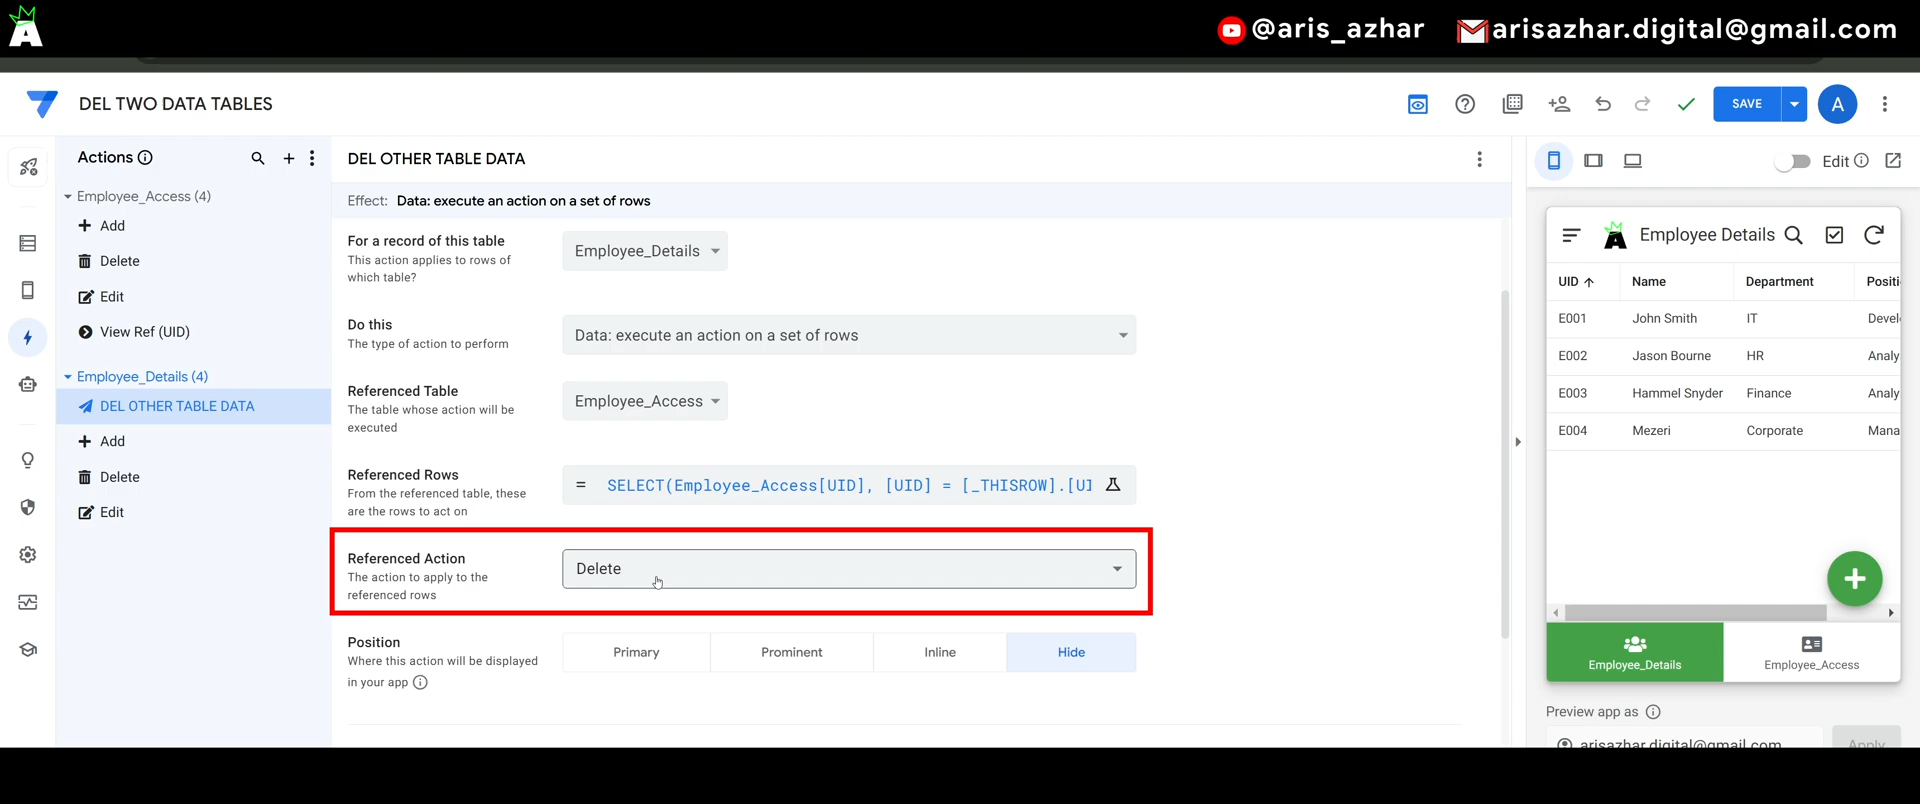 @aris_azhar
arisazhar.digital@gmail.com
DEL TWO DATA TABLES
SAVE
A
Actions
Employee_Access (4)
Add
Delete
Edit
View Ref (UID)
Employee_Details (4)
DEL OTHER TABLE DATA
Add
Delete
Edit
DEL OTHER TABLE DATA
Effect: Data: execute an action on a set of rows
For a record of this table
This action applies to rows of
which table?
Employee_Details
Do this
The type of action to perform
Data: execute an action on a set of rows
Referenced Table
The table whose action will be
executed
Employee_Access
Referenced Rows
From the referenced table, these
are the rows to act on
= SELECT(Employee_Access[UID], [UID] = [_THISROW].[UI
Referenced Action
The action to apply to the
referenced rows
Delete
Position
Where this action will be displayed
in your app
Primary
Prominent
Inline
Hide
Edit
Employee Details
UID Name Department Positi
E001 John Smith IT Devel
E002 Jason Bourne HR Analy
E003 Hammel Snyder Finance Analy
E004 Mezeri Corporate Mana
Employee_Details
Employee_Access
Preview app as
arisazhar.digital@gmail.com
Apply